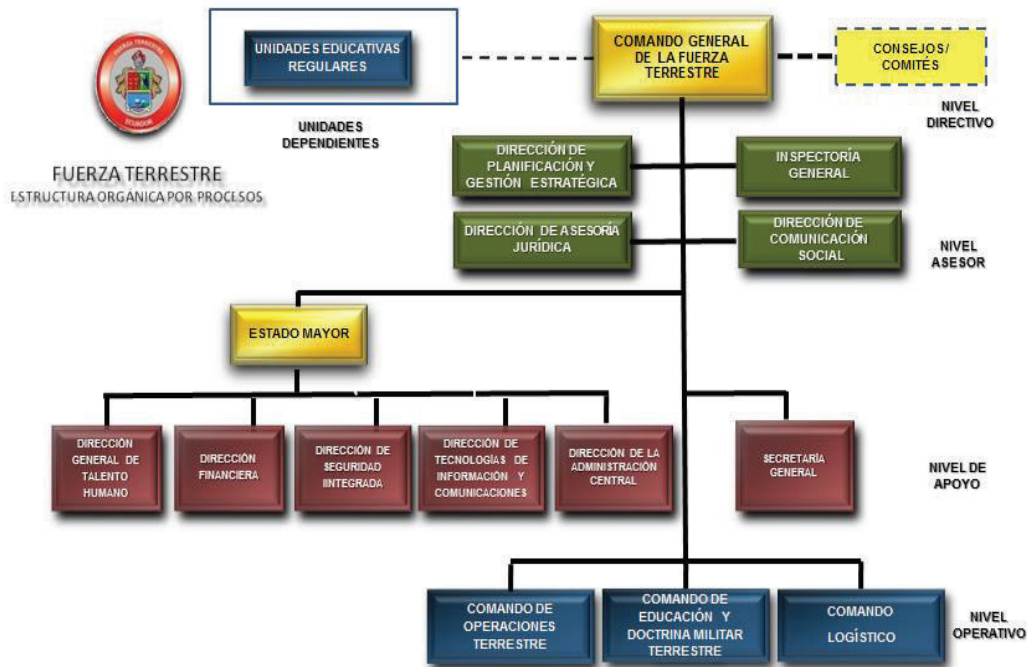 FUERZA TERRESTRE
ECUADOR
FUERZA TERRESTRE
ESTRUCTURA ORGÁNICA POR PROCESOS
UNIDADES EDUCATIVAS
REGULARES
UNIDADES
DEPENDIENTES
COMANDO GENERAL
DE LA FUERZA
TERRESTRE
CONSEJOS/
COMITÉS
NIVEL
DIRECTIVO
DIRECCIÓN DE
PLANIFICACIÓN Y
GESTIÓN ESTRATÉGICA
INSPECTORÍA
GENERAL
DIRECCIÓN DE ASESORÍA
JURÍDICA
DIRECCIÓN DE
COMUNICACIÓN
SOCIAL
NIVEL
ASESOR
ESTADO MAYOR
DIRECCIÓN
GENERAL DE
TALENTO
HUMANO
DIRECCIÓN
FINANCIERA
DIRECCIÓN DE
SEGURIDAD
IINTEGRADA
DIRECCIÓN DE
TECNOLOGÍAS DE
INFORMACIÓN Y
COMUNICACIONES
DIRECCIÓN DE LA
ADMINISTRACIÓN
CENTRAL
SECRETARÍA
GENERAL
NIVEL DE
APOYO
COMANDO DE
OPERACIONES
TERRESTRE
COMANDO DE
EDUCACIÓN Y
DOCTRINA MILITAR
TERRESTRE
COMANDO
LOGÍSTICO
NIVEL
OPERATIVO